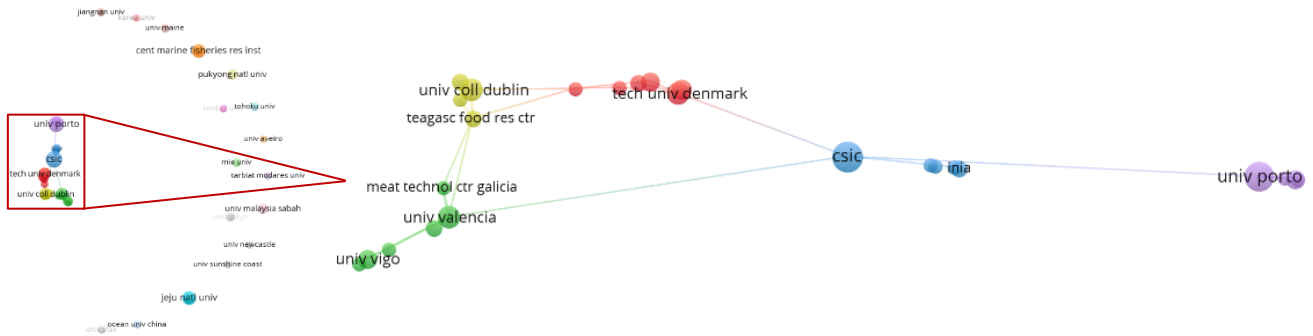 jiangnan univ
korea univ
univ maine
cent marine fisheries res inst
pukyong natl univ
tohoku univ
univ aveiro
mie univ
tarbiat modares univ
univ malaysia sabah
univ newcastle
univ sunshine coast
jeju natl univ
ocean univ china
univ porto
csic
tech univ denmark
univ coll dublin
univ coll dublin
tech univ denmark
teagasc food res ctr
meat technol ctr galicia
univ valencia
univ vigo
csic
inia
univ porto